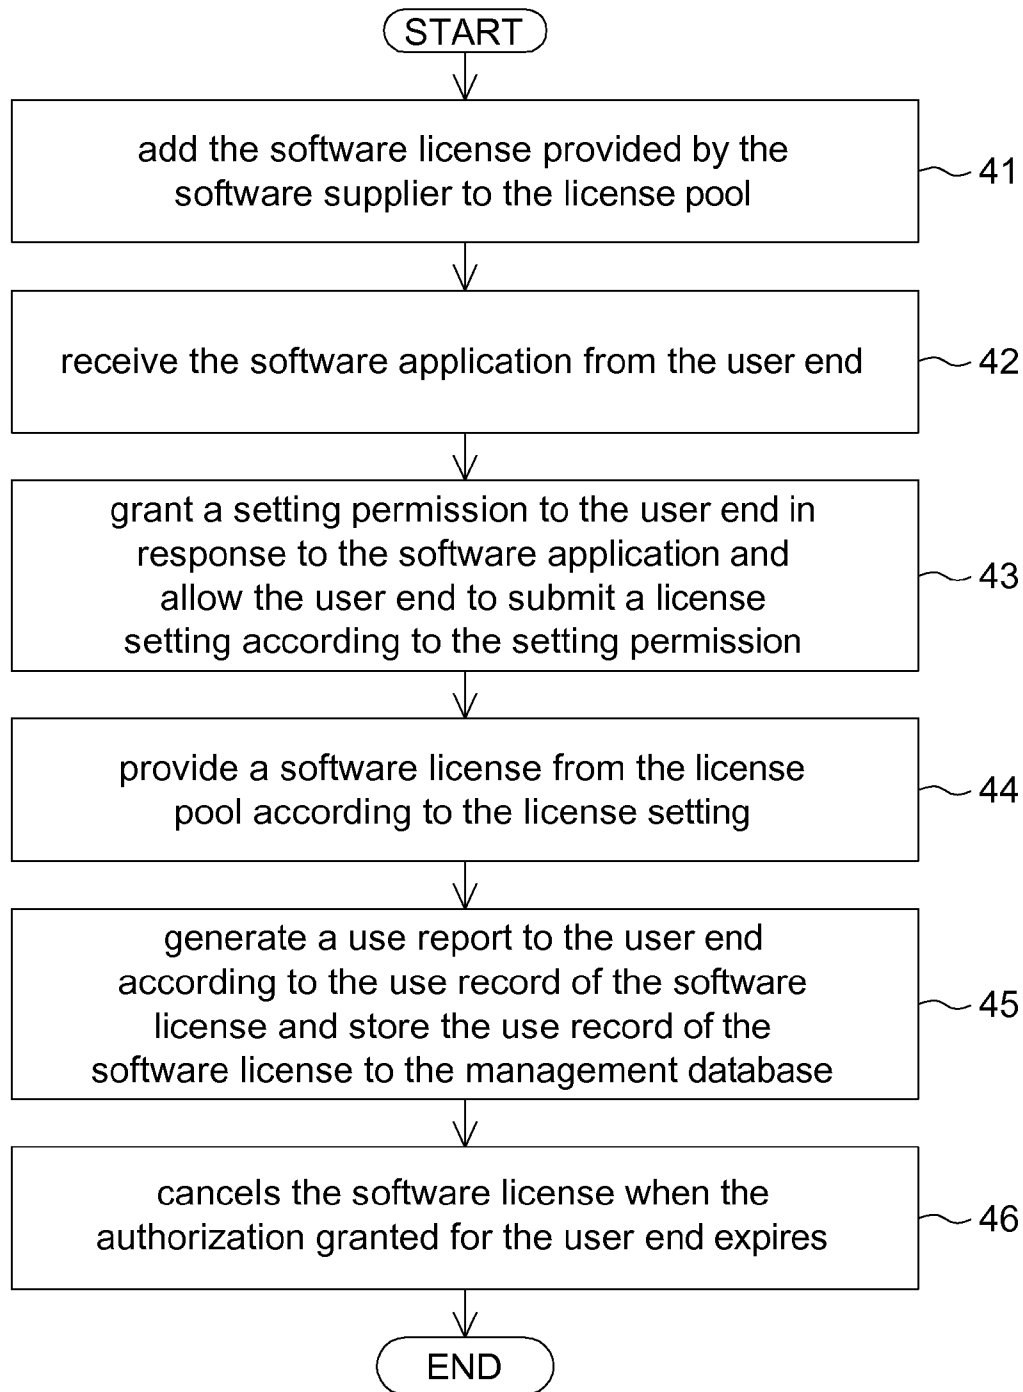 START
add the software license provided by the
software supplier to the license pool
41
receive the software application from the user end
42
grant a setting permission to the user end in
response to the software application and
allow the user end to submit a license
setting according to the setting permission
43
provide a software license from the license
pool according to the license setting
44
generate a use report to the user end
according to the use record of the software
license and store the use record of the
software license to the management database
45
cancels the software license when the
authorization granted for the user end expires
46
END